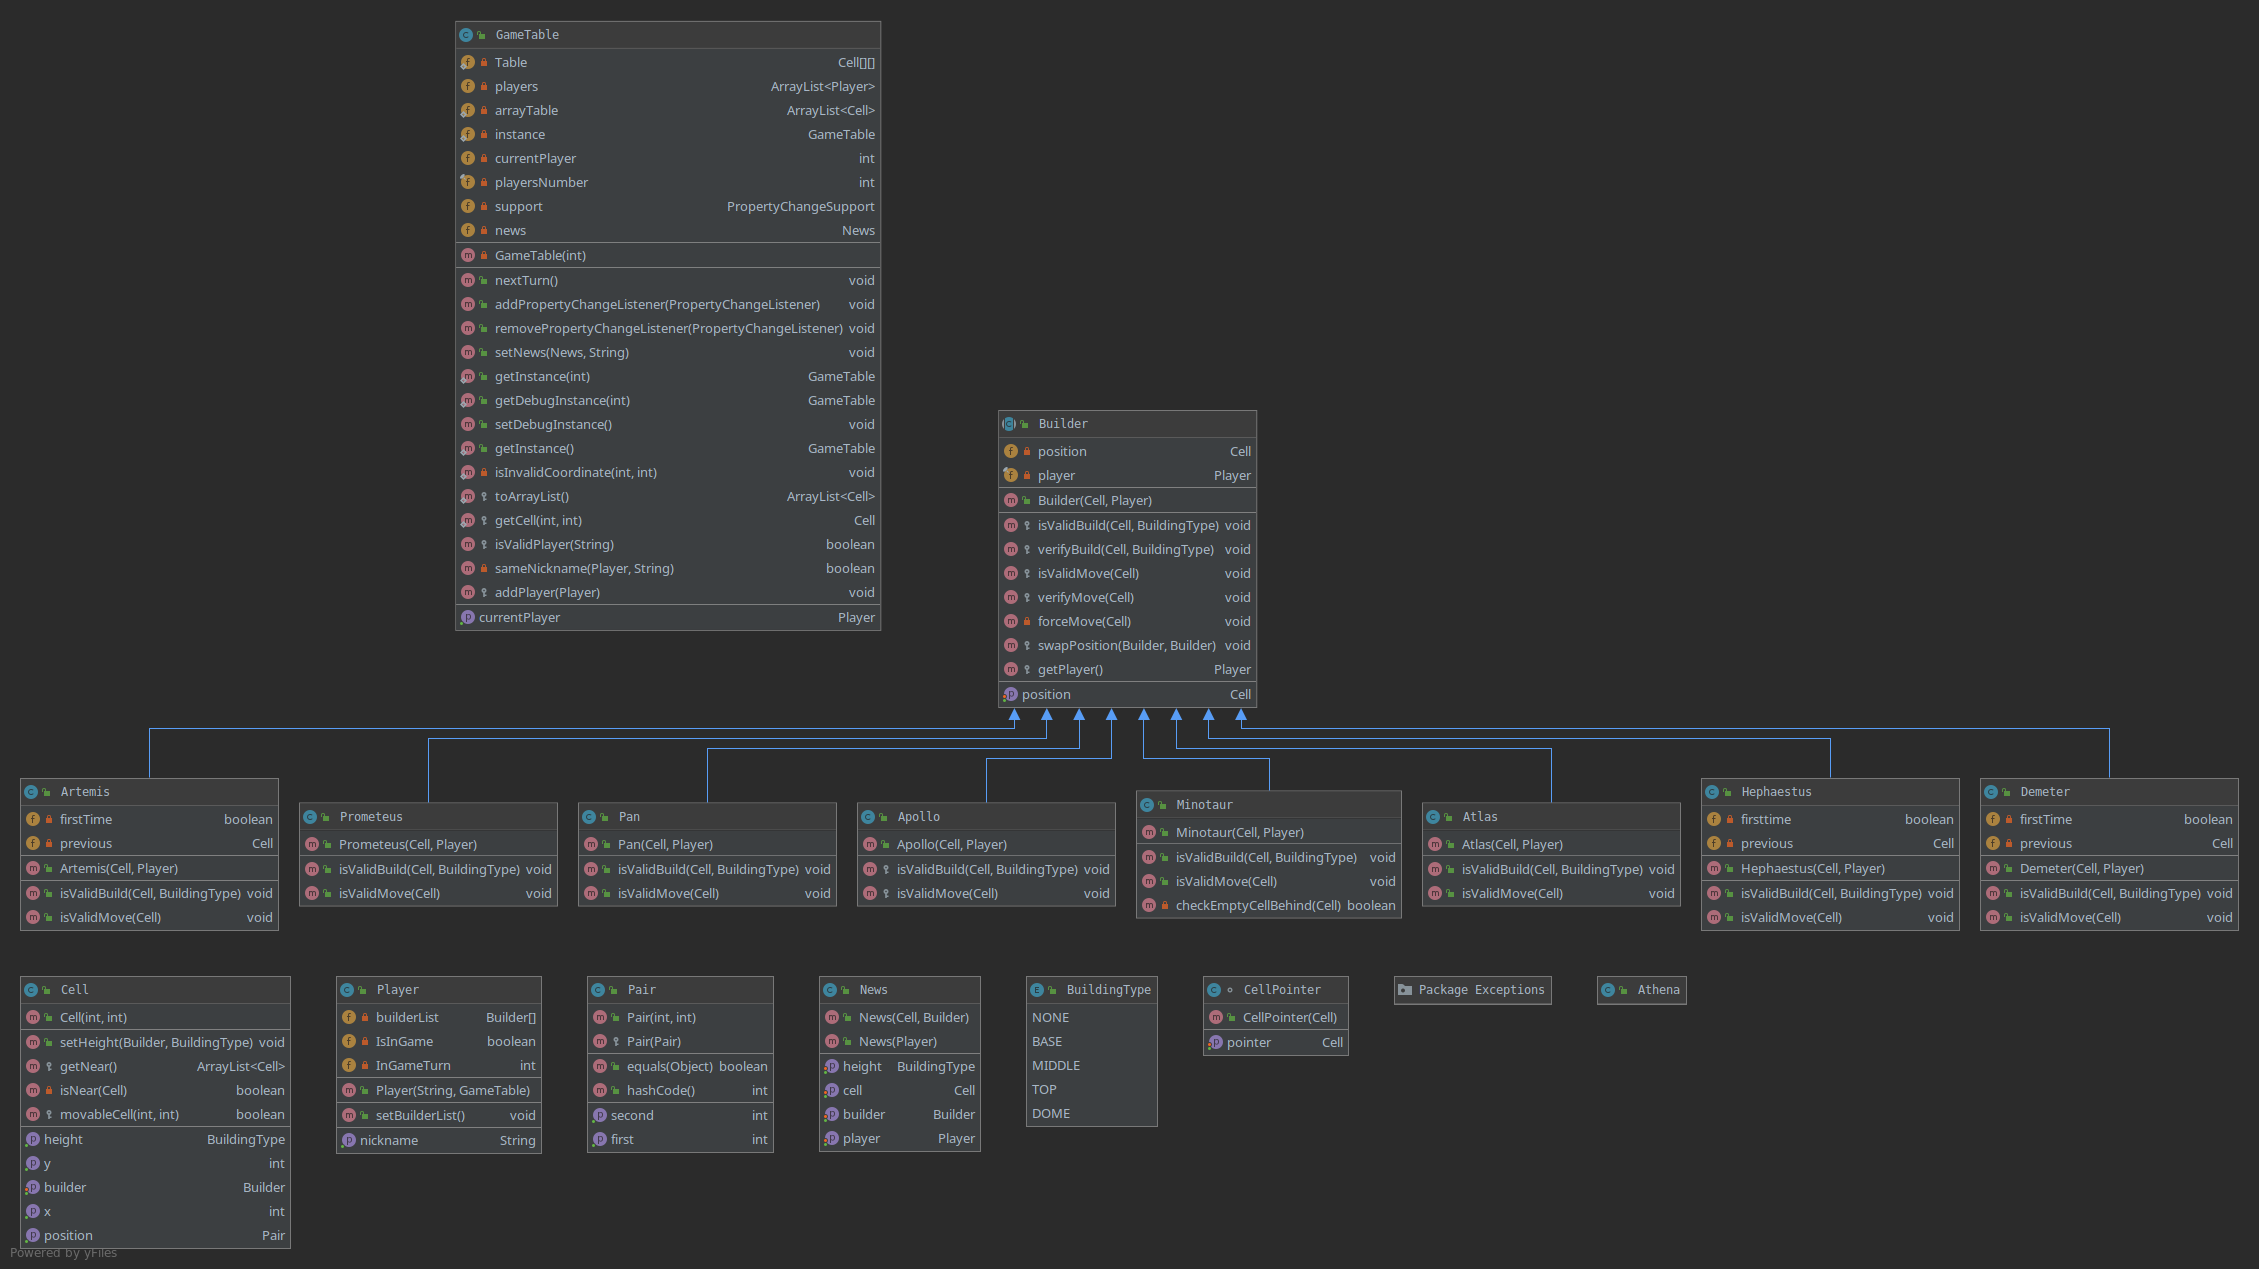 GameTable
Table Cell[][]
players ArrayList<Player>
arrayTable ArrayList<Cell>
instance GameTable
currentPlayer int
playersNumber int
support PropertyChangeSupport
news News
GameTable(int)
nextTurn() void
addPropertyChangeListener(PropertyChangeListener) void
removePropertyChangeListener(PropertyChangeListener) void
setNews(News, String) void
getInstance(int) GameTable
getDebugInstance(int) GameTable
setDebugInstance() void
getInstance() GameTable
isInvalidCoordinate(int, int) void
toArrayList() ArrayList<Cell>
getCell(int, int) Cell
isValidPlayer(String) boolean
sameNickname(Player, String) boolean
addPlayer(Player) void
currentPlayer Player
Builder
position Cell
player Player
Builder(Cell, Player)
isValidBuild(Cell, BuildingType) void
verifyBuild(Cell, BuildingType) void
isValidMove(Cell) void
verifyMove(Cell) void
forceMove(Cell) void
swapPosition(Builder, Builder) void
getPlayer() Player
position Cell
Artemis
firstTime boolean
previous Cell
Artemis(Cell, Player)
isValidBuild(Cell, BuildingType) void
isValidMove(Cell) void
Prometeus
Prometeus(Cell, Player)
isValidBuild(Cell, BuildingType) void
isValidMove(Cell) void
Pan
Pan(Cell, Player)
isValidBuild(Cell, BuildingType) void
isValidMove(Cell) void
Apollo
Apollo(Cell, Player)
isValidBuild(Cell, BuildingType) void
isValidMove(Cell) void
Minotaur
Minotaur(Cell, Player)
isValidBuild(Cell, BuildingType) void
isValidMove(Cell) void
checkEmptyCellBehind(Cell) boolean
Atlas
Atlas(Cell, Player)
isValidBuild(Cell, BuildingType) void
isValidMove(Cell) void
Hephaestus
firsttime boolean
previous Cell
Hephaestus(Cell, Player)
isValidBuild(Cell, BuildingType) void
isValidMove(Cell) void
Demeter
firstTime boolean
previous Cell
Demeter(Cell, Player)
isValidBuild(Cell, BuildingType) void
isValidMove(Cell) void
Cell
Cell(int, int)
setHeight(Builder, BuildingType) void
getNear() ArrayList<Cell>
isNear(Cell) boolean
movableCell(int, int) boolean
height BuildingType
y int
builder Builder
x int
position Pair
Player
builderList Builder[]
IsInGame boolean
InGameTurn int
Player(String, GameTable)
setBuilderList() void
nickname String
Pair
Pair(int, int)
Pair(Pair)
equals(Object) boolean
hashCode() int
second int
first int
News
News(Cell, Builder)
News(Player)
height BuildingType
cell Cell
builder Builder
player Player
BuildingType
NONE
BASE
MIDDLE
TOP
DOME
CellPointer
CellPointer(Cell)
pointer Cell
Package Exceptions
Athena
Powered by yFiles